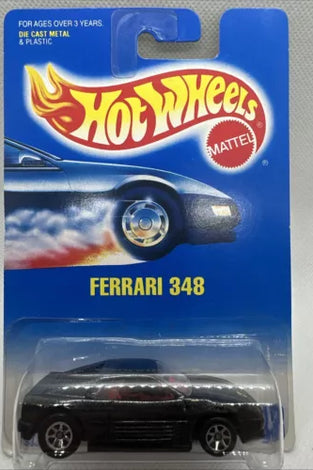 FOR AGES OVER 3 YEARS.
DIE CAST METAL
& PLASTIC
HOT WHEELS
®
MATTEL
®
FERRARI 348